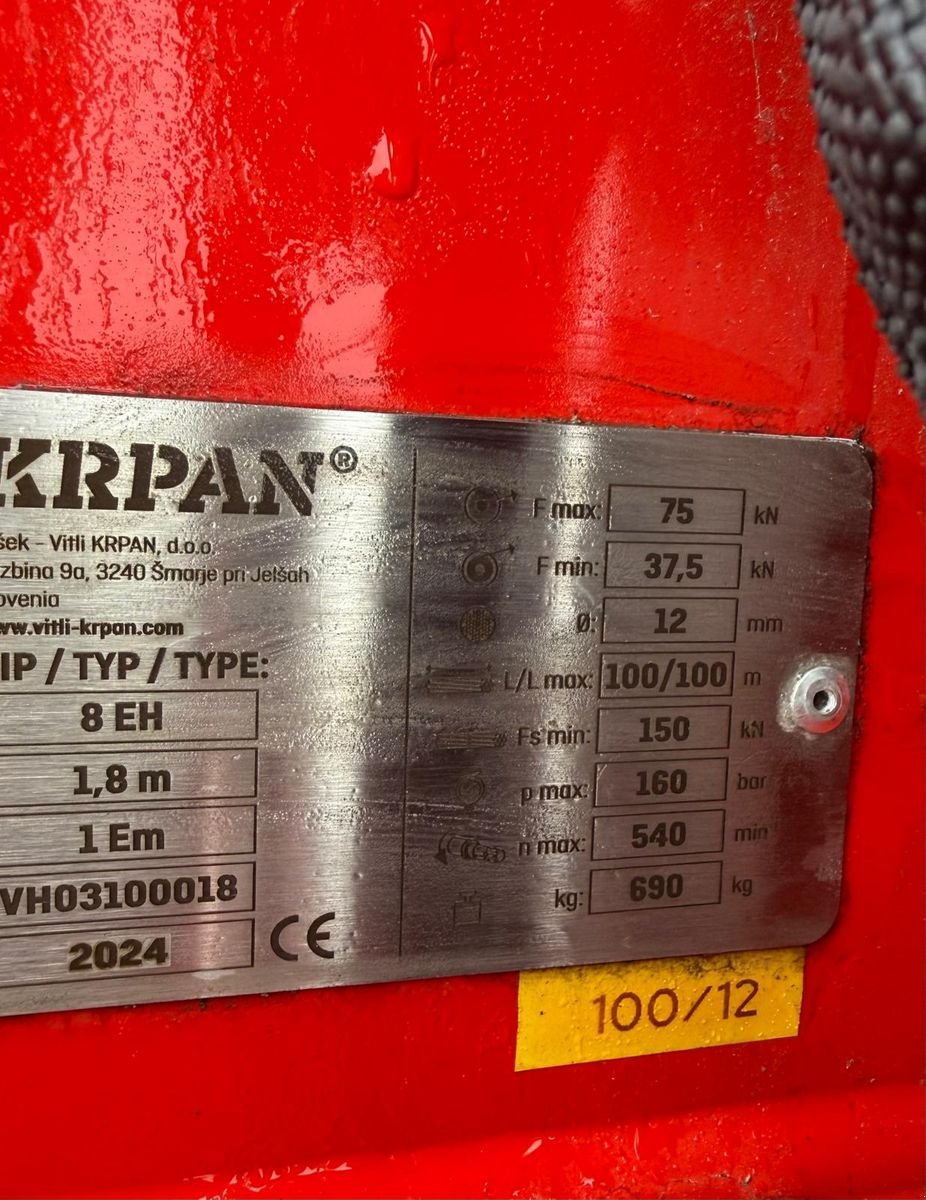 KRPAN®
šek - Vitli KRPAN, d.o.o.
zbina 9a, 3240 Šmarje pri Jelšah
ovenia
ww.vitli-krpan.com
IP / TYP / TYPE:
8 EH
1,8 m
1 Em
VH03100018
2024
CE
F max: 75 kN
F min: 37,5 kN
Ø: 12 mm
L/L max: 100/100 m
Fs min: 150 kN
p max: 160 bar
n max: 540 min⁻¹
kg: 690 kg
100/12